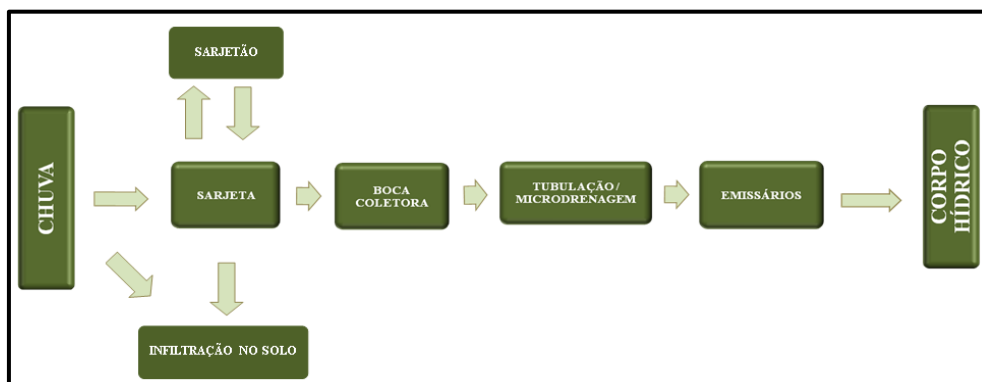 SARJETÃO
CHUVA
SARJETA
BOCA
COLETORA
TUBULAÇÃO /
MICRODRENAGEM
EMISSÁRIOS
CORPO
HÍDRICO
INFILTRAÇÃO NO SOLO